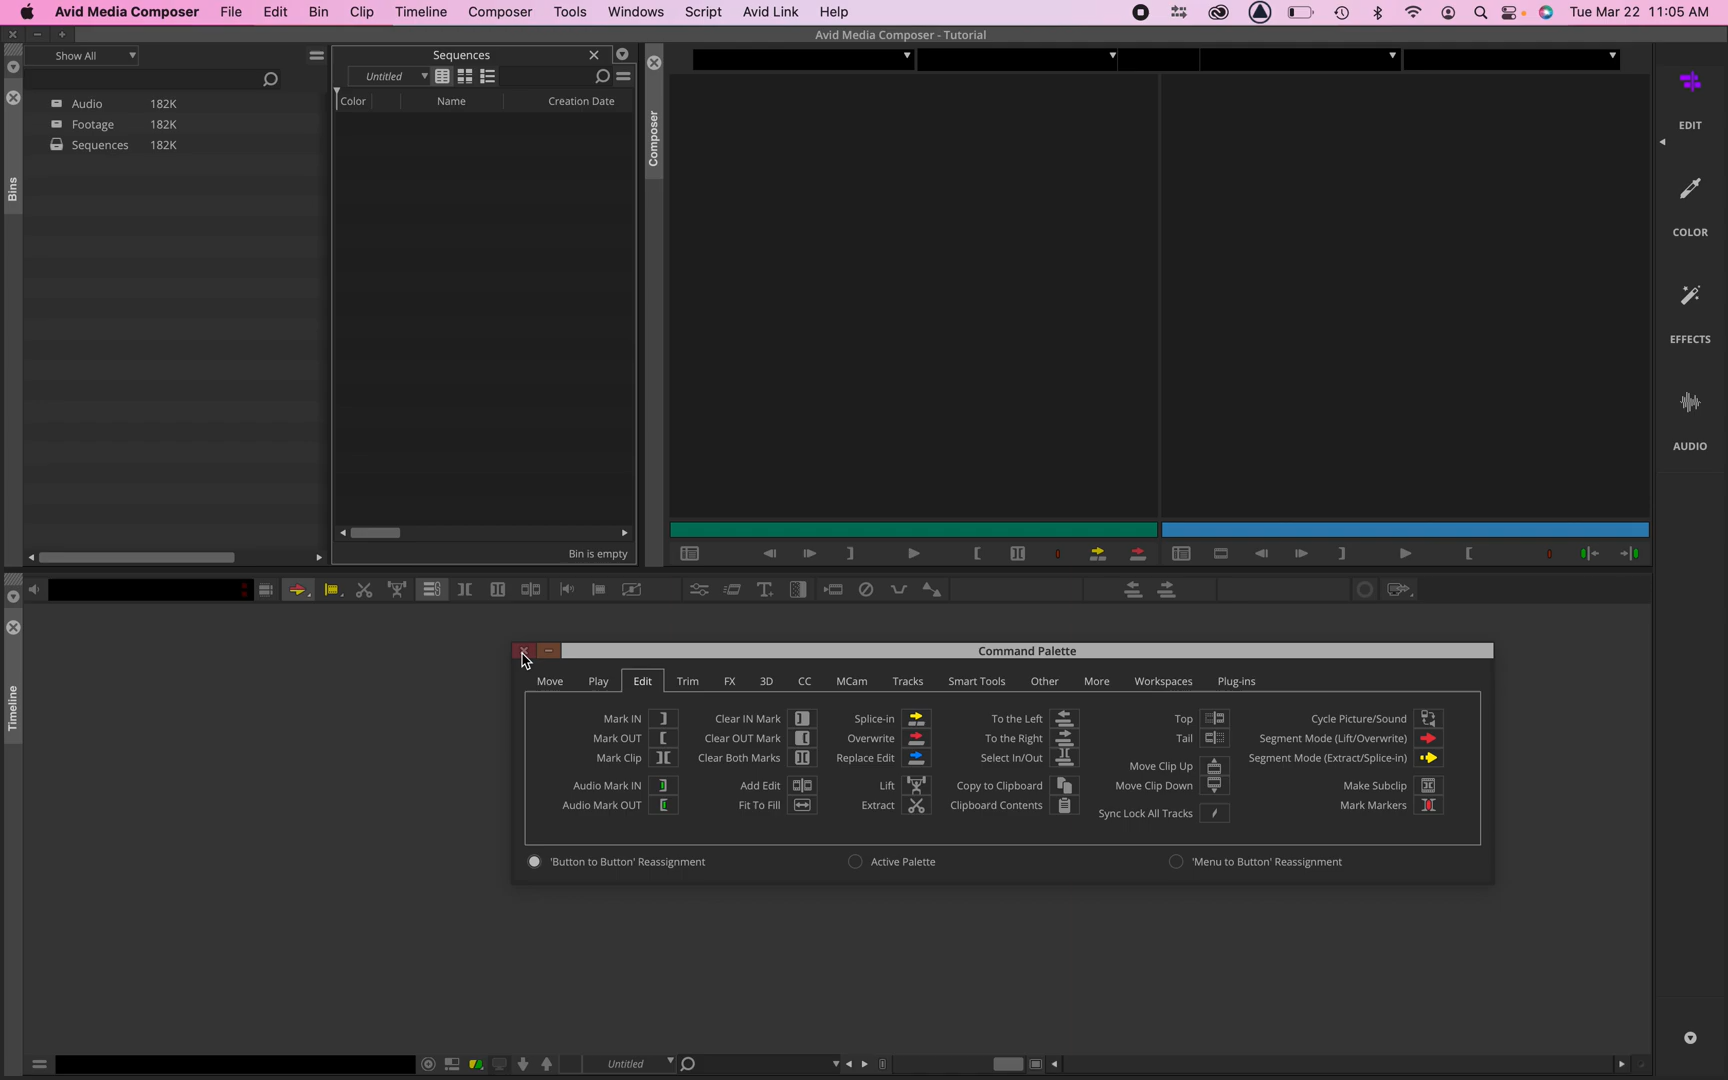 Avid Media Composer File Edit Bin Clip Timeline Composer Tools Windows Script Avid Link Help Tue Mar 22 11:05 AM
Avid Media Composer - Tutorial
Show All
Audio 182K
Footage 182K
Sequences 182K
Bins
Sequences
Untitled
Color Name Creation Date
Bin is empty
Composer
EDIT
COLOR
EFFECTS
AUDIO
Timeline
Command Palette
Move Play Edit Trim FX 3D CC MCam Tracks Smart Tools Other More Workspaces Plug-ins
Mark IN Clear IN Mark Splice-in To the Left Top Cycle Picture/Sound
Mark OUT Clear OUT Mark Overwrite To the Right Tail Segment Mode (Lift/Overwrite)
Mark Clip Clear Both Marks Replace Edit Select In/Out Move Clip Up Segment Mode (Extract/Splice-in)
Audio Mark IN Add Edit Lift Copy to Clipboard Move Clip Down Make Subclip
Audio Mark OUT Fit To Fill Extract Clipboard Contents Sync Lock All Tracks Mark Markers
'Button to Button' Reassignment Active Palette 'Menu to Button' Reassignment
Untitled